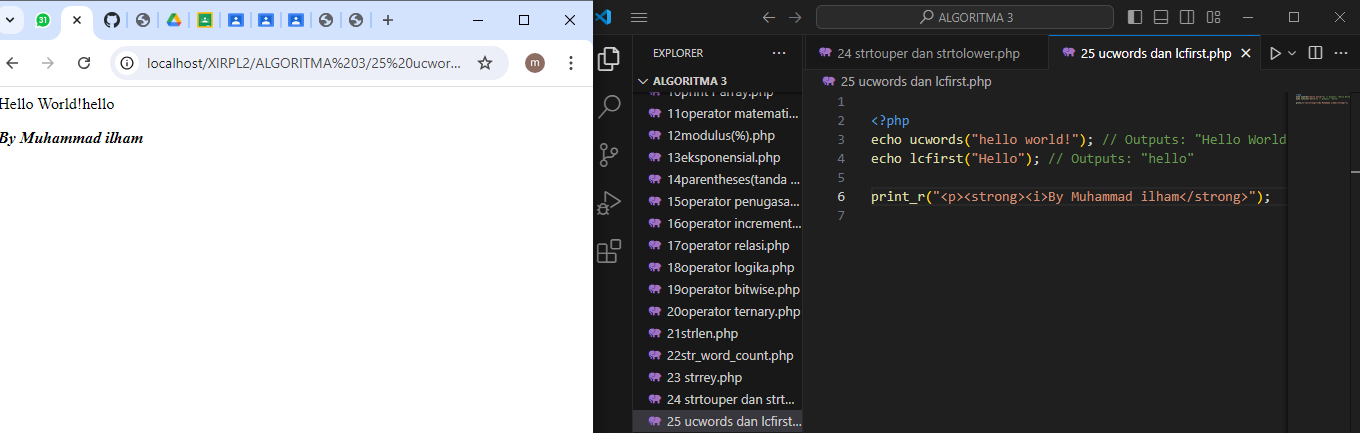 31
localhost/XIRPL2/ALGORITMA%203/25%20ucwor...
m
Hello World!hello
By Muhammad ilham
ALGORITMA 3
EXPLORER
ALGORITMA 3
10print r array.php
11operator matemati...
12modulus(%).php
13eksponensial.php
14parentheses(tanda ...
15operator penugasa...
16operator increment...
17operator relasi.php
18operator logika.php
19operator bitwise.php
20operator ternary.php
21strlen.php
22str_word_count.php
23 strrey.php
24 strtouper dan strt...
25 ucwords dan lcfirst...
24 strtouper dan strtolower.php
25 ucwords dan lcfirst.php
25 ucwords dan lcfirst.php
1
2 <?php
3 echo ucwords("hello world!"); // Outputs: "Hello World
4 echo lcfirst("Hello"); // Outputs: "hello"
5
6 print_r("<p><strong><i>By Muhammad ilham</strong>");
7